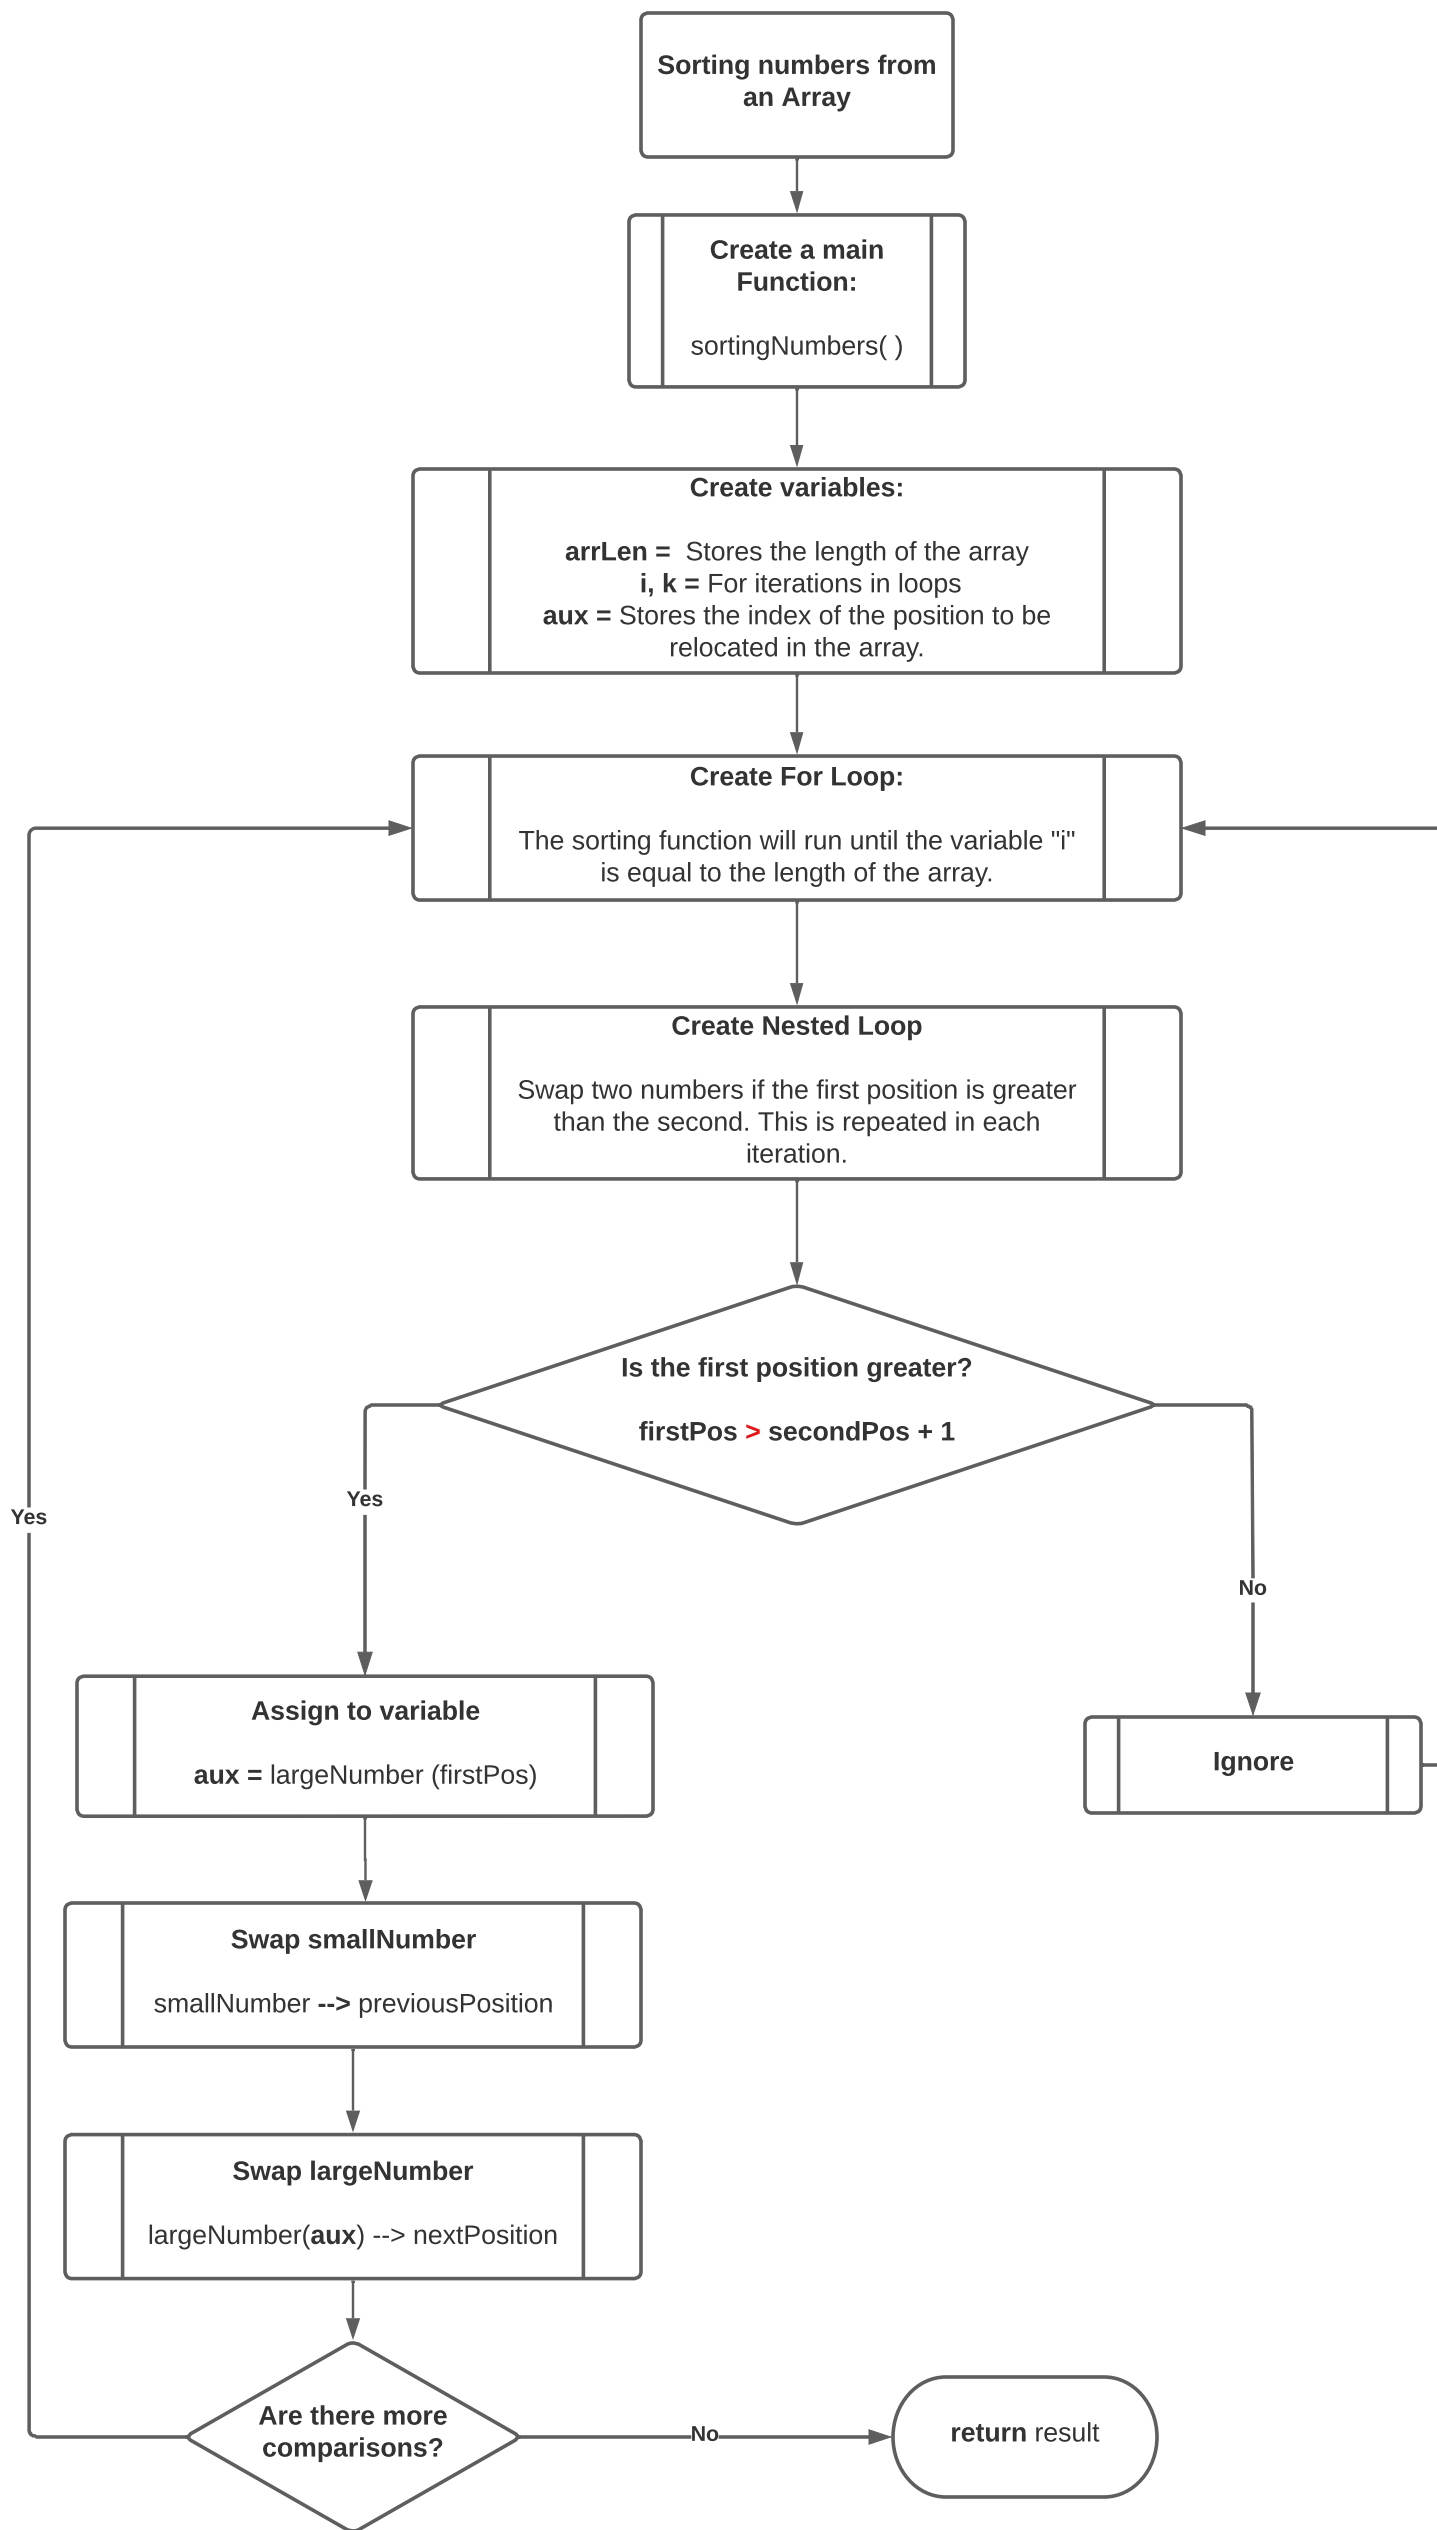 Sorting numbers from
an Array
Create a main
Function:
sortingNumbers( )
Create variables:
arrLen =  Stores the length of the array
i, k = For iterations in loops
aux = Stores the index of the position to be
relocated in the array.
Create For Loop:
The sorting function will run until the variable "i"
is equal to the length of the array.
Create Nested Loop
Swap two numbers if the first position is greater
than the second. This is repeated in each
iteration.
Is the first position greater?
firstPos > secondPos + 1
Yes
Yes
No
Assign to variable
aux = largeNumber (firstPos)
Ignore
Swap smallNumber
smallNumber --> previousPosition
Swap largeNumber
largeNumber(aux) --> nextPosition
Are there more
comparisons?
No
return result